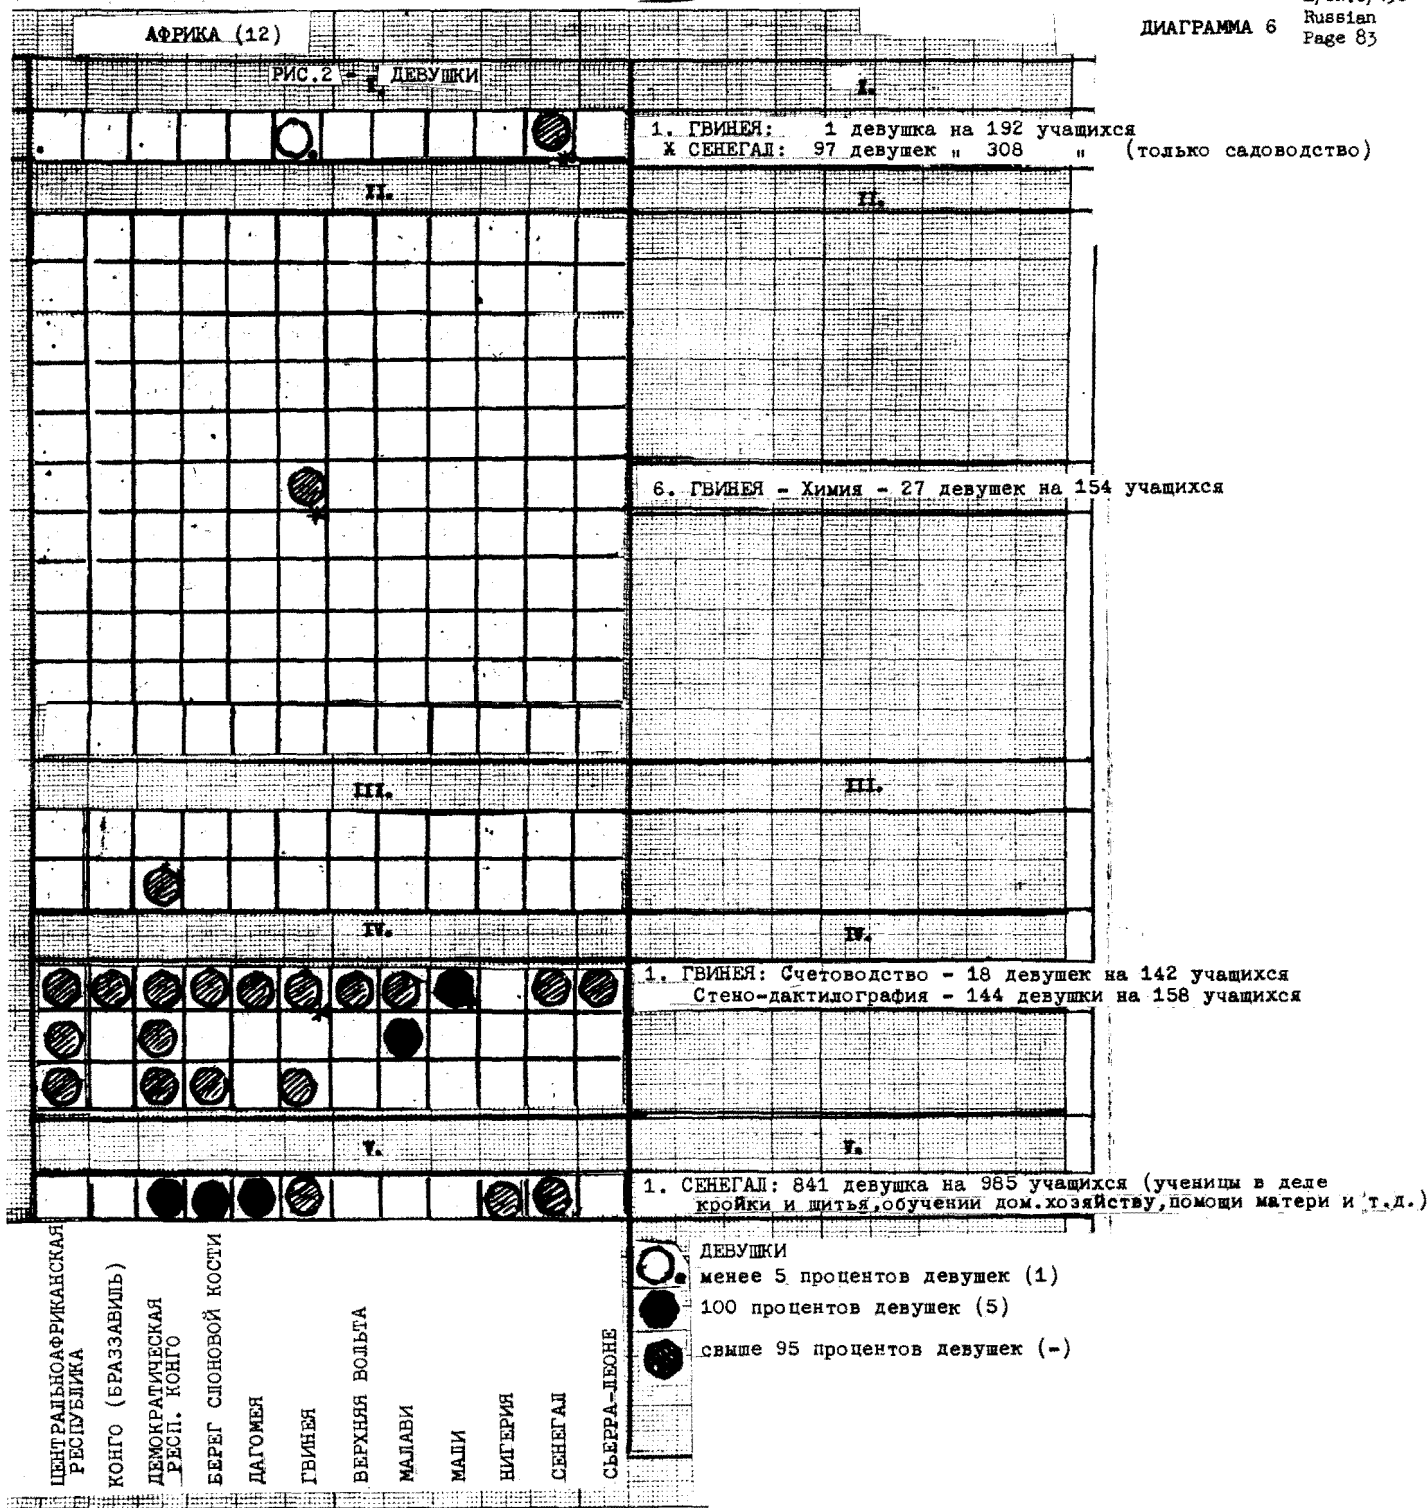 Russian
ДИАГРАММА 6
Page 83
АФРИКА (12)
РИС.2 - I. ДЕВУШКИ
I.
1. ГВИНЕЯ: 1 девушка на 192 учащихся
Ж СЕНЕГАЛ: 97 девушек " 308 " (только садоводство)
II.
II.
6. ГВИНЕЯ - Химия - 27 девушек на 154 учащихся
III.
III.
IV.
IV.
1. ГВИНЕЯ: Счетоводство - 18 девушек на 142 учащихся
Стено-дактилография - 144 девушки на 158 учащихся
V.
V.
1. СЕНЕГАЛ: 841 девушка на 985 учащихся (ученицы в деле
кройки и шитья,обучении дом.хозяйству,помощи матери и т.д.)
ДЕВУШКИ
менее 5 процентов девушек (1)
100 процентов девушек (5)
свыше 95 процентов девушек (-)
ЦЕНТРАЛЬНОАФРИКАНСКАЯ
РЕСПУБЛИКА
КОНГО (БРАЗЗАВИЛЬ)
ДЕМОКРАТИЧЕСКАЯ
РЕСП. КОНГО
БЕРЕГ СЛОНОВОЙ КОСТИ
ДАГОМЕЯ
ГВИНЕЯ
ВЕРХНЯЯ ВОЛЬТА
МАЛАВИ
МАЛИ
НИГЕРИЯ
СЕНЕГАЛ
СЬЕРРА-ЛЕОНЕ